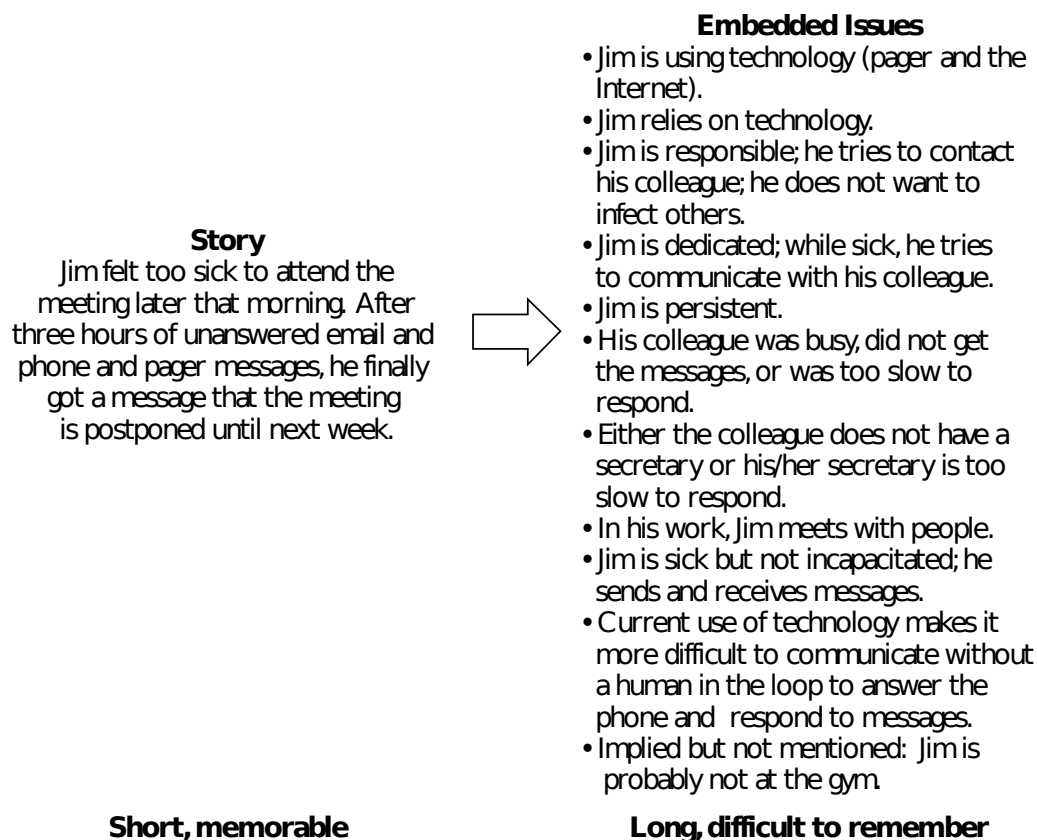 Story
Jim felt too sick to attend the
meeting later that morning. After
three hours of unanswered email and
phone and pager messages, he finally
got a message that the meeting
is postponed until next week.
Short, memorable
Embedded Issues
• Jim is using technology (pager and the
Internet).
• Jim relies on technology.
• Jim is responsible; he tries to contact
his colleague; he does not want to
infect others.
• Jim is dedicated; while sick, he tries
to communicate with his colleague.
• Jim is persistent.
• His colleague was busy, did not get
the messages, or was too slow to
respond.
• Either the colleague does not have a
secretary or his/her secretary is too
slow to respond.
• In his work, Jim meets with people.
• Jim is sick but not incapacitated; he
sends and receives messages.
• Current use of technology makes it
more difficult to communicate without
a human in the loop to answer the
phone and respond to messages.
• Implied but not mentioned: Jim is
probably not at the gym.
Long, difficult to remember